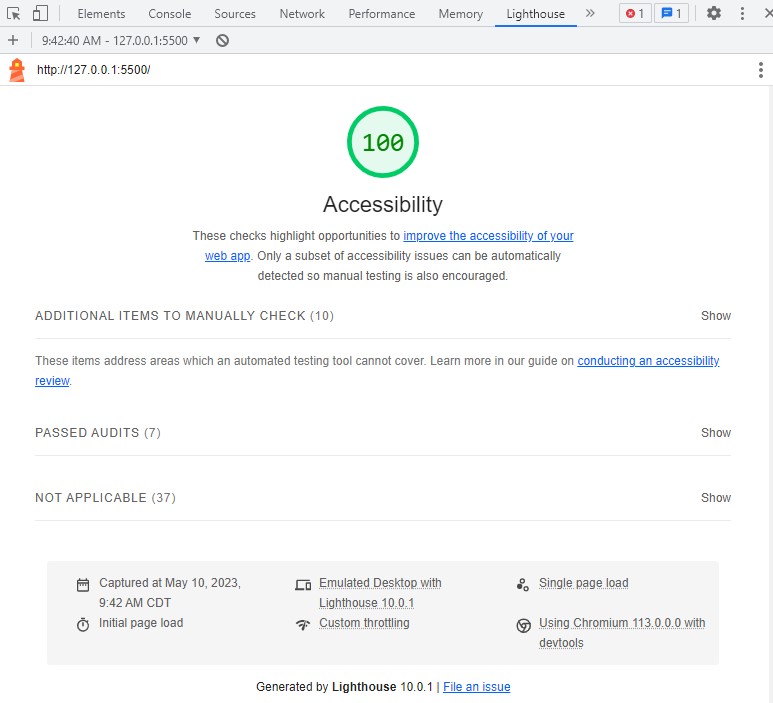 Elements Console Sources Network Performance Memory Lighthouse » 1 1
9:42:40 AM - 127.0.0.1:5500
http://127.0.0.1:5500/
100
Accessibility
These checks highlight opportunities to improve the accessibility of your
web app. Only a subset of accessibility issues can be automatically
detected so manual testing is also encouraged.
ADDITIONAL ITEMS TO MANUALLY CHECK (10) Show
These items address areas which an automated testing tool cannot cover. Learn more in our guide on conducting an accessibility
review.
PASSED AUDITS (7) Show
NOT APPLICABLE (37) Show
Captured at May 10, 2023,
9:42 AM CDT
Emulated Desktop with
Lighthouse 10.0.1
Single page load
Initial page load
Custom throttling
Using Chromium 113.0.0.0 with
devtools
Generated by Lighthouse 10.0.1 | File an issue